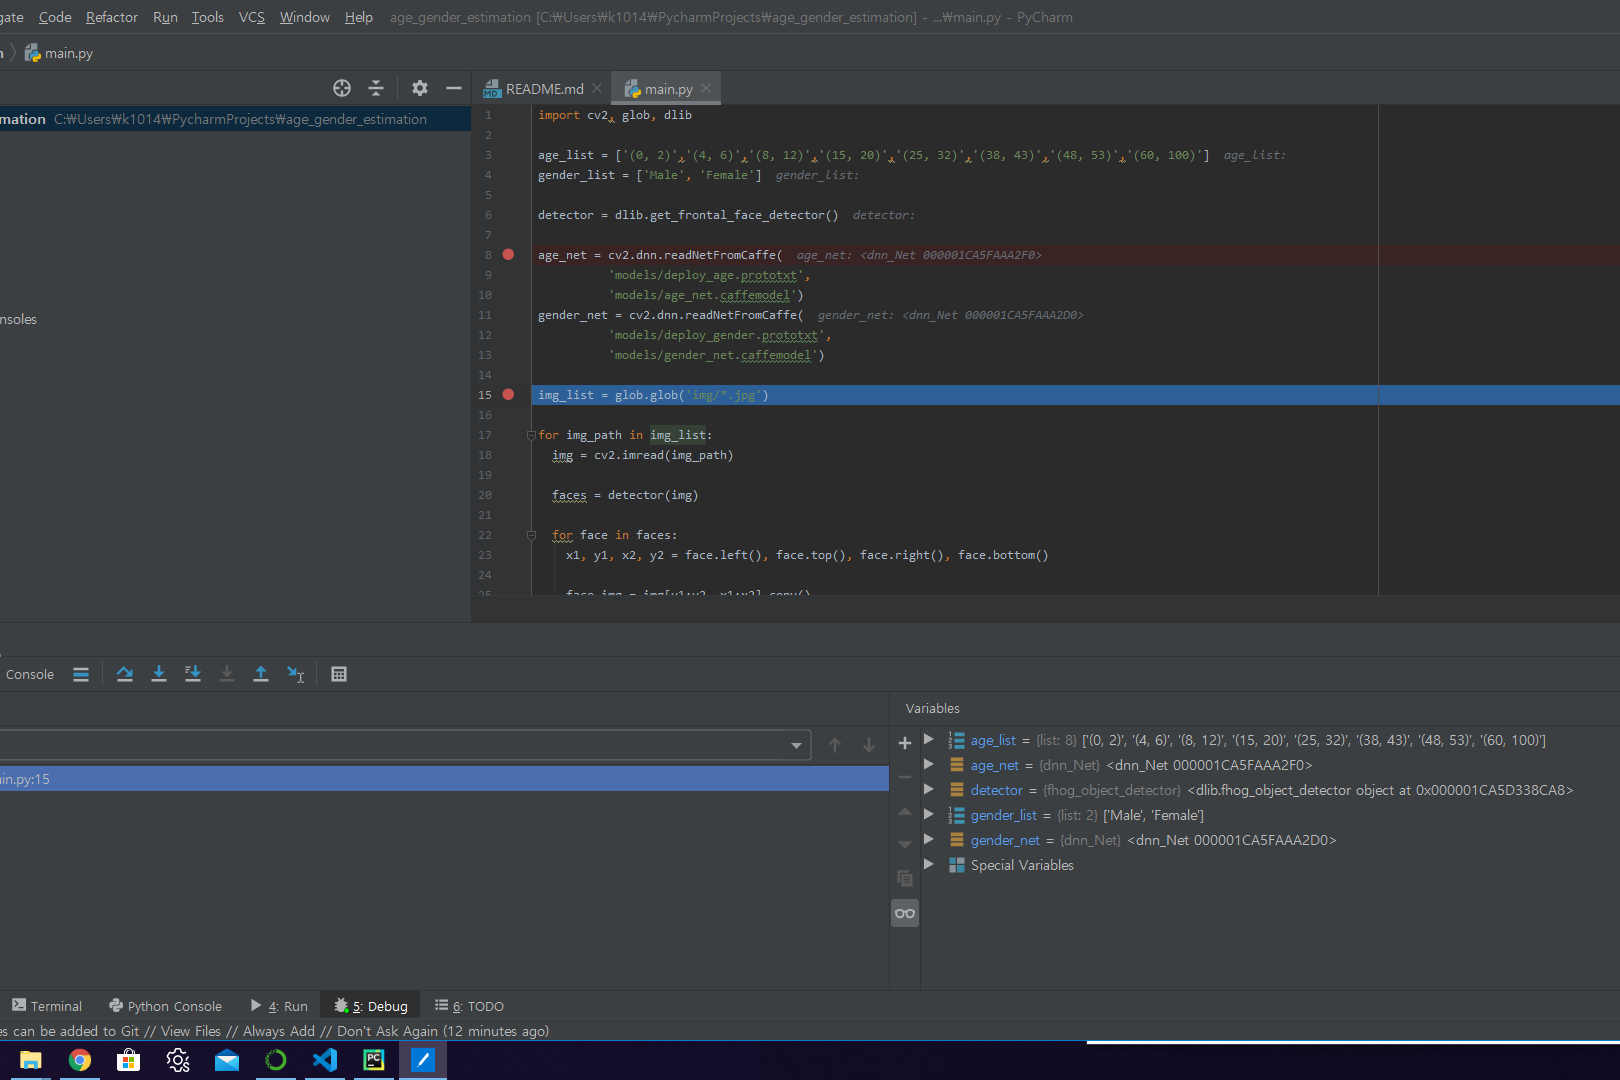 gate Code Refactor Run Tools VCS Window Help age_gender_estimation [C:₩Users₩k1014₩PycharmProjects₩age_gender_estimation] - ...₩main.py - PyCharm
n main.py
README.md main.py
mation C:₩Users₩k1014₩PycharmProjects₩age_gender_estimation
nsoles
1 import cv2, glob, dlib
2
3 age_list = ['(0, 2)','(4, 6)','(8, 12)','(15, 20)','(25, 32)','(38, 43)','(48, 53)','(60, 100)'] age_list:
4 gender_list = ['Male', 'Female'] gender_list:
5
6 detector = dlib.get_frontal_face_detector() detector:
7
8 age_net = cv2.dnn.readNetFromCaffe( age_net: <dnn_Net 000001CA5FAAA2F0>
9 'models/deploy_age.prototxt',
10 'models/age_net.caffemodel')
11 gender_net = cv2.dnn.readNetFromCaffe( gender_net: <dnn_Net 000001CA5FAAA2D0>
12 'models/deploy_gender.prototxt',
13 'models/gender_net.caffemodel')
14
15 img_list = glob.glob('img/*.jpg')
16
17 for img_path in img_list:
18 img = cv2.imread(img_path)
19
20 faces = detector(img)
21
22 for face in faces:
23 x1, y1, x2, y2 = face.left(), face.top(), face.right(), face.bottom()
24
25 face_img = img[y1:y2, x1:x2].copy()
Console
Variables
ain.py:15
age_list = {list: 8} ['(0, 2)', '(4, 6)', '(8, 12)', '(15, 20)', '(25, 32)', '(38, 43)', '(48, 53)', '(60, 100)']
age_net = {dnn_Net} <dnn_Net 000001CA5FAAA2F0>
detector = {fhog_object_detector} <dlib.fhog_object_detector object at 0x000001CA5D338CA8>
gender_list = {list: 2} ['Male', 'Female']
gender_net = {dnn_Net} <dnn_Net 000001CA5FAAA2D0>
Special Variables
Terminal Python Console 4: Run 5: Debug 6: TODO
es can be added to Git // View Files // Always Add // Don't Ask Again (12 minutes ago)